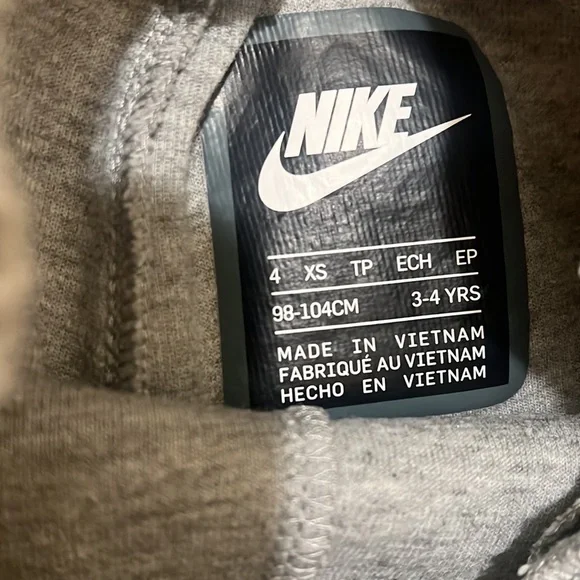 NIKE
4 XS TP ECH EP
98-104CM 3-4 YRS
MADE IN VIETNAM
FABRIQUÉ AU VIETNAM
HECHO EN VIETNAM